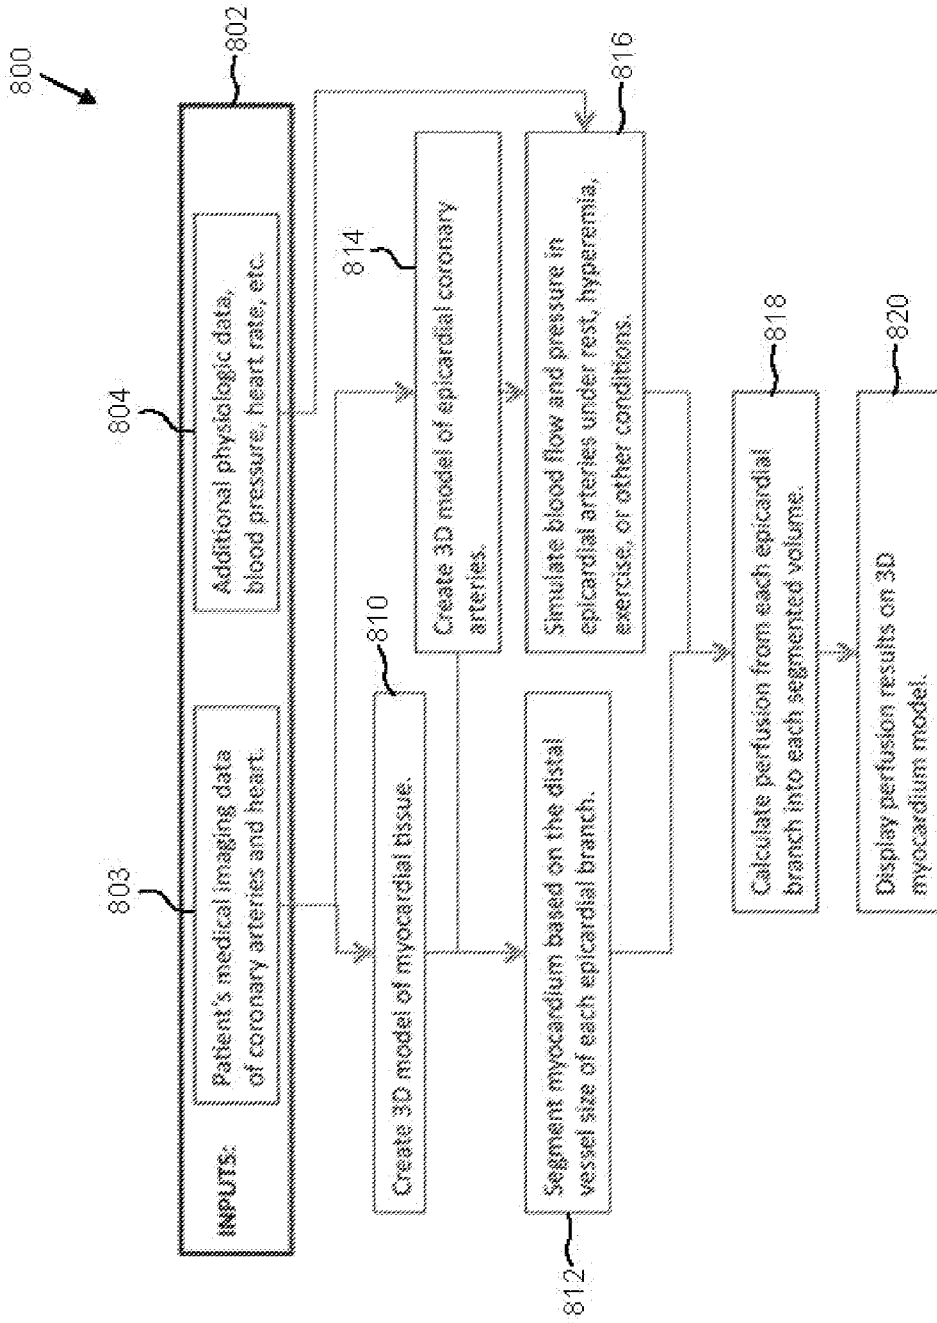 800
802
INPUTS:
803
Patient's medical imaging data
of coronary arteries and heart.
804
Additional physiologic data,
blood pressure, heart rate, etc.
810
Create 3D model of myocardial tissue.
814
Create 3D model of epicardial coronary
arteries.
812
Segment myocardium based on the distal
vessel size of each epicardial branch.
816
Simulate blood flow and pressure in
epicardial arteries under rest, hyperemia,
exercise, or other conditions.
818
Calculate perfusion from each epicardial
branch into each segmented volume.
820
Display perfusion results on 3D
myocardium model.